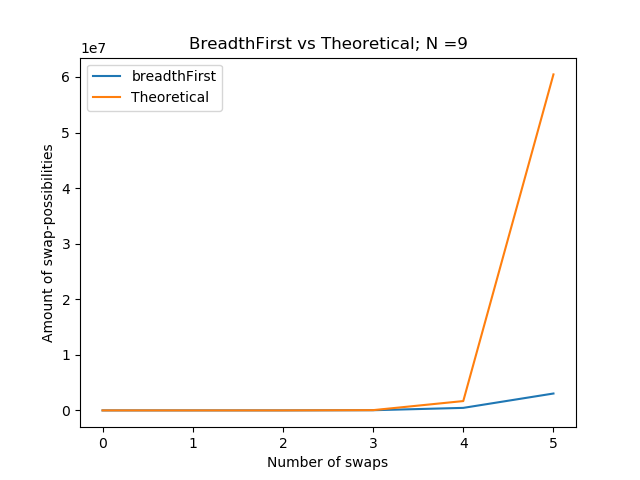 BreadthFirst vs Theoretical; N =9
1e7
breadthFirst
Theoretical
6
5
4
3
2
1
0
Amount of swap-possibilities
0 1 2 3 4 5
Number of swaps